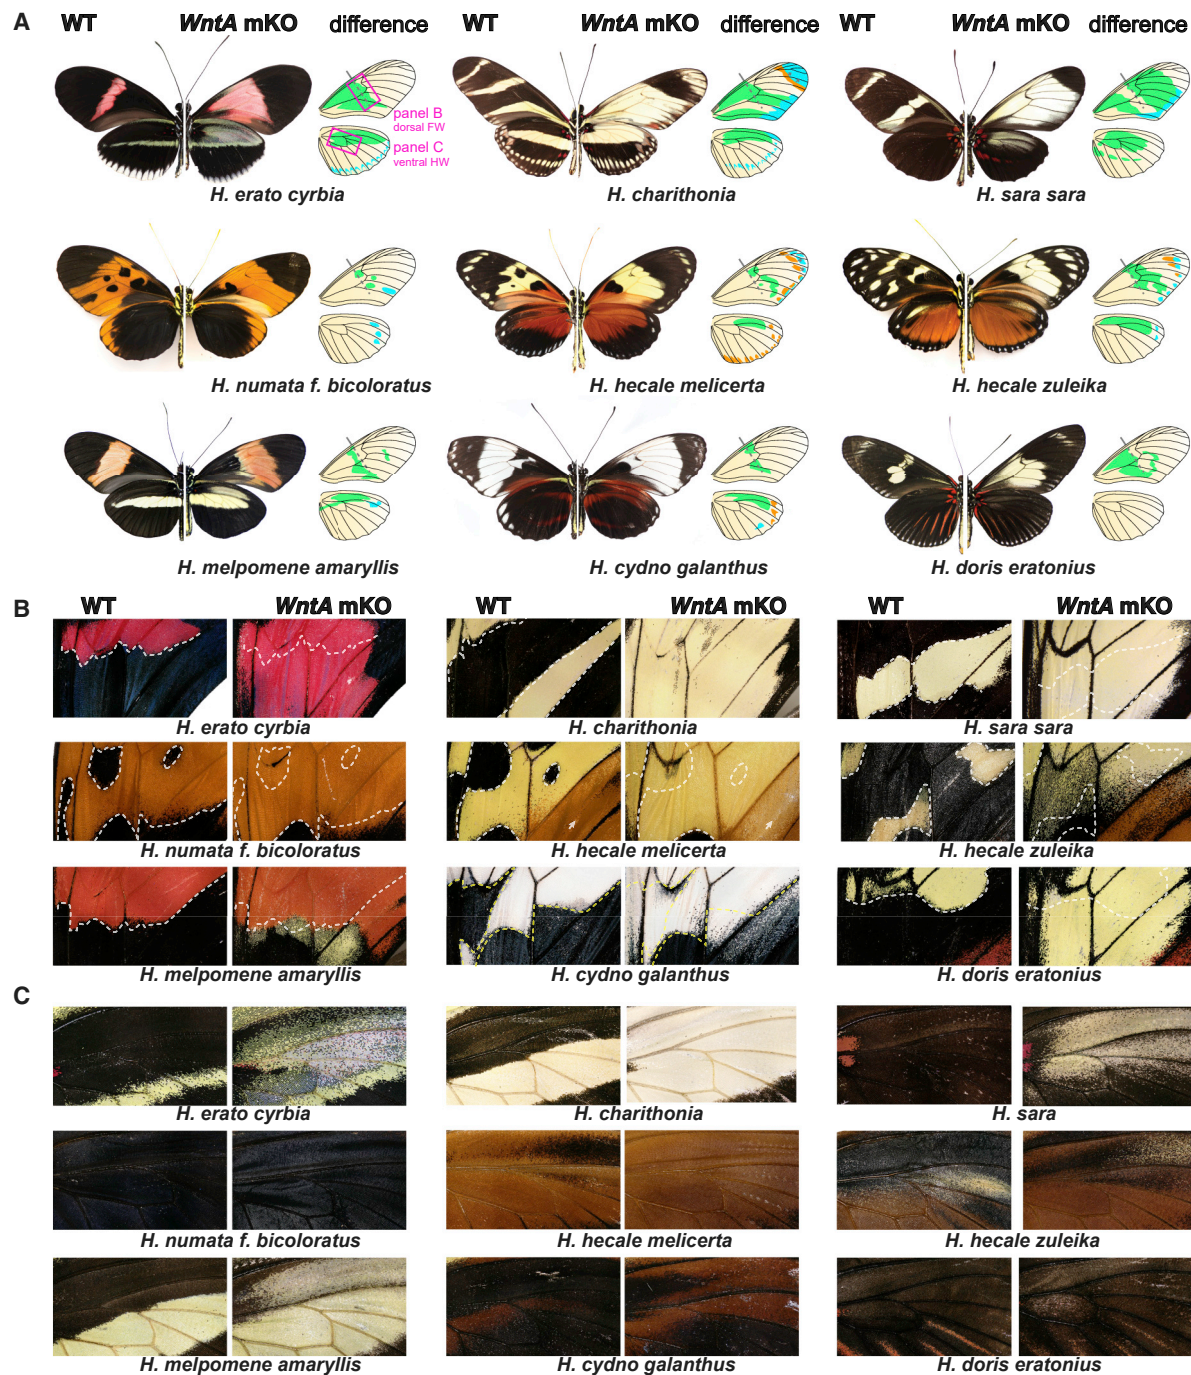 A WT WntA mKO difference WT WntA mKO difference WT WntA mKO difference
panel B
dorsal FW
panel C
ventral HW
H. erato cyrbia H. charithonia H. sara sara
H. numata f. bicoloratus H. hecale melicerta H. hecale zuleika
H. melpomene amaryllis H. cydno galanthus H. doris eratonius
B WT WntA mKO WT WntA mKO WT WntA mKO
H. erato cyrbia H. charithonia H. sara sara
H. numata f. bicoloratus H. hecale melicerta H. hecale zuleika
H. melpomene amaryllis H. cydno galanthus H. doris eratonius
C
H. erato cyrbia H. charithonia H. sara
H. numata f. bicoloratus H. hecale melicerta H. hecale zuleika
H. melpomene amaryllis H. cydno galanthus H. doris eratonius